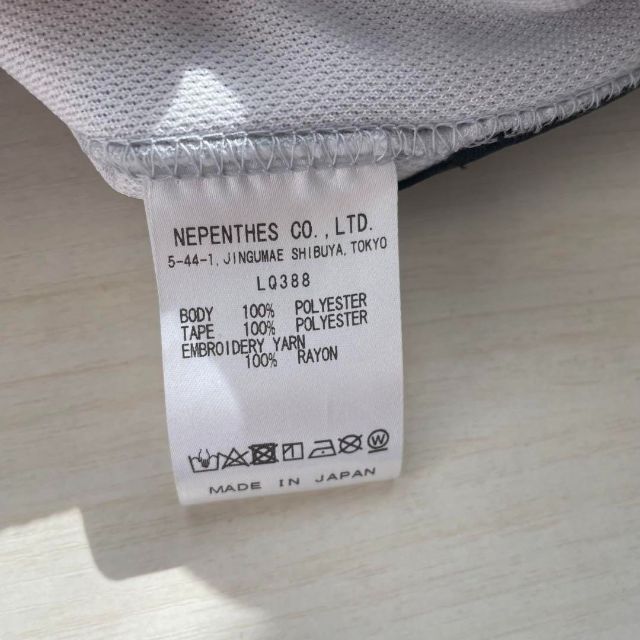 NEPENTHES CO.,LTD.
5-44-1, JINGUMAE SHIBUYA, TOKYO
LQ388
BODY 100% POLYESTER
TAPE 100% POLYESTER
EMBROIDERY YARN
100% RAYON
W
MADE IN JAPAN